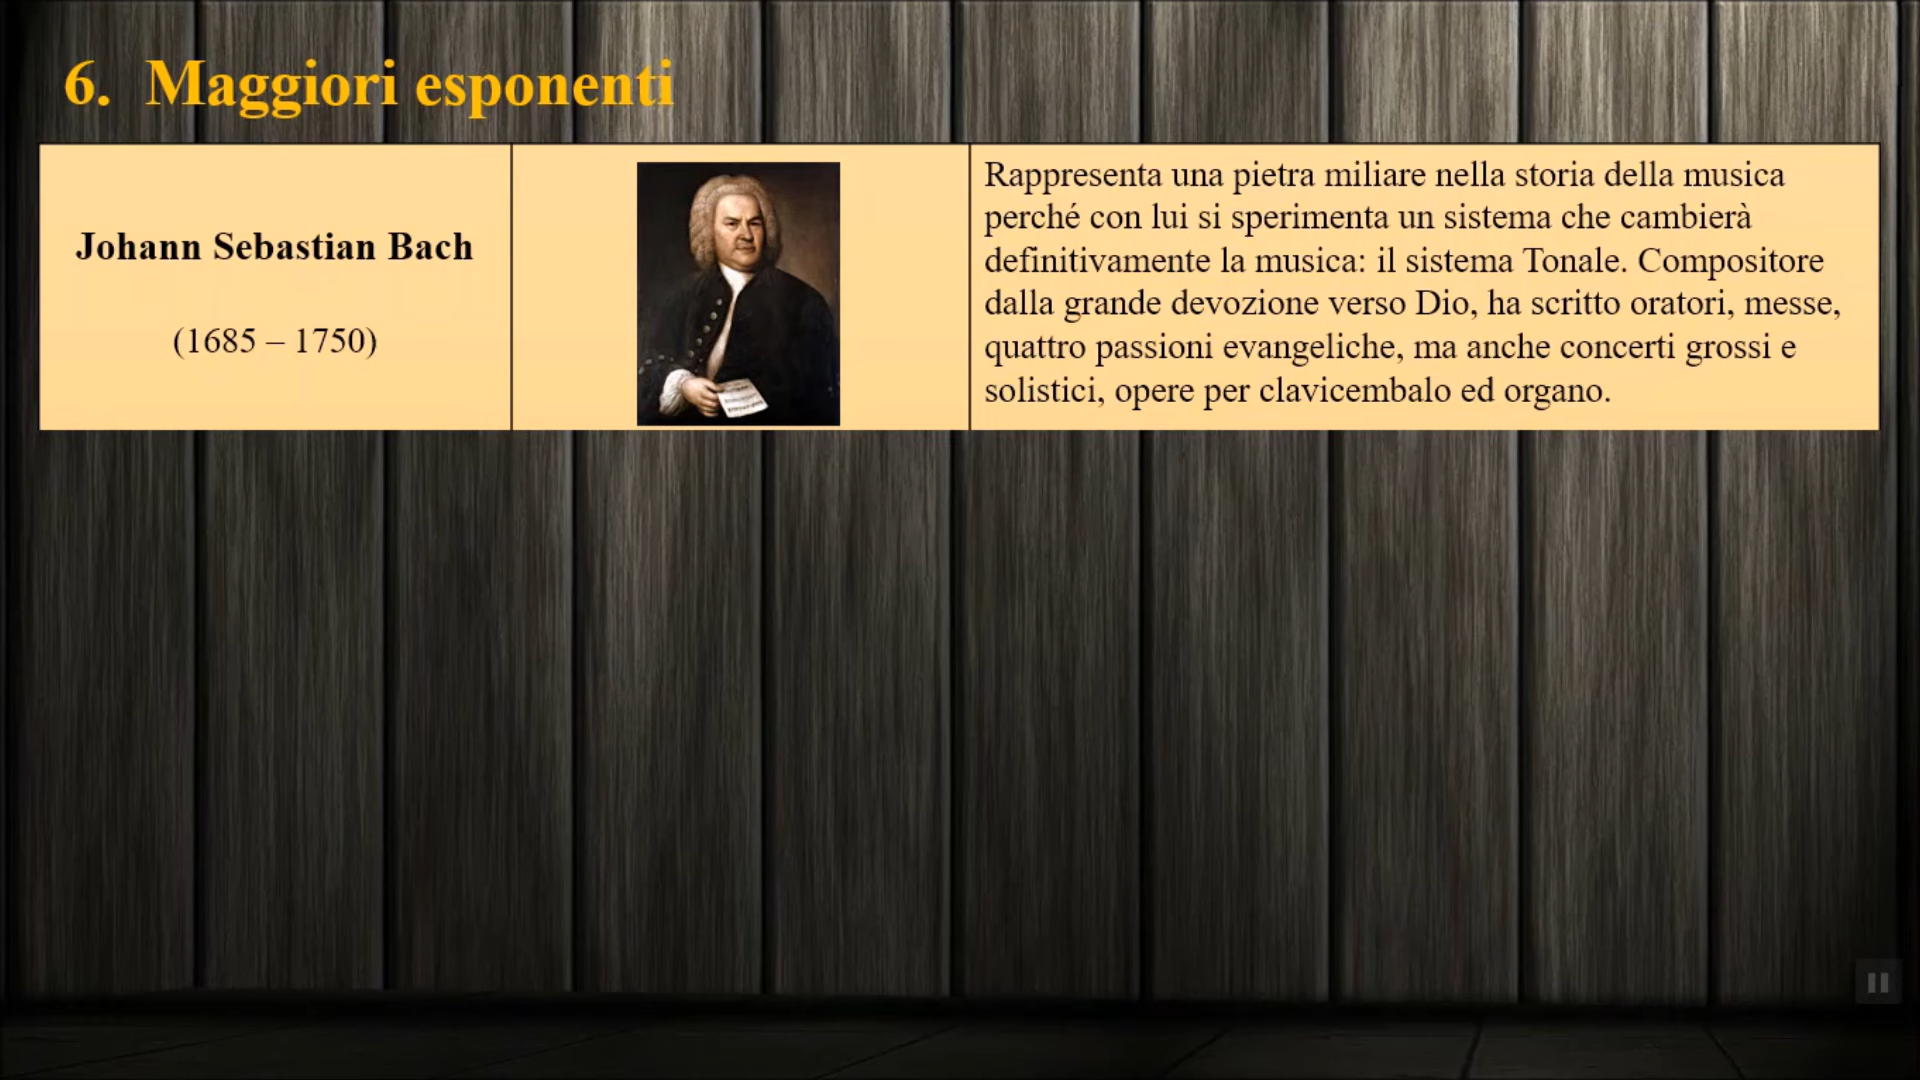 6. Maggiori esponenti
Johann Sebastian Bach
(1685 – 1750)
Rappresenta una pietra miliare nella storia della musica
perché con lui si sperimenta un sistema che cambierà
definitivamente la musica: il sistema Tonale. Compositore
dalla grande devozione verso Dio, ha scritto oratori, messe,
quattro passioni evangeliche, ma anche concerti grossi e
solistici, opere per clavicembalo ed organo.